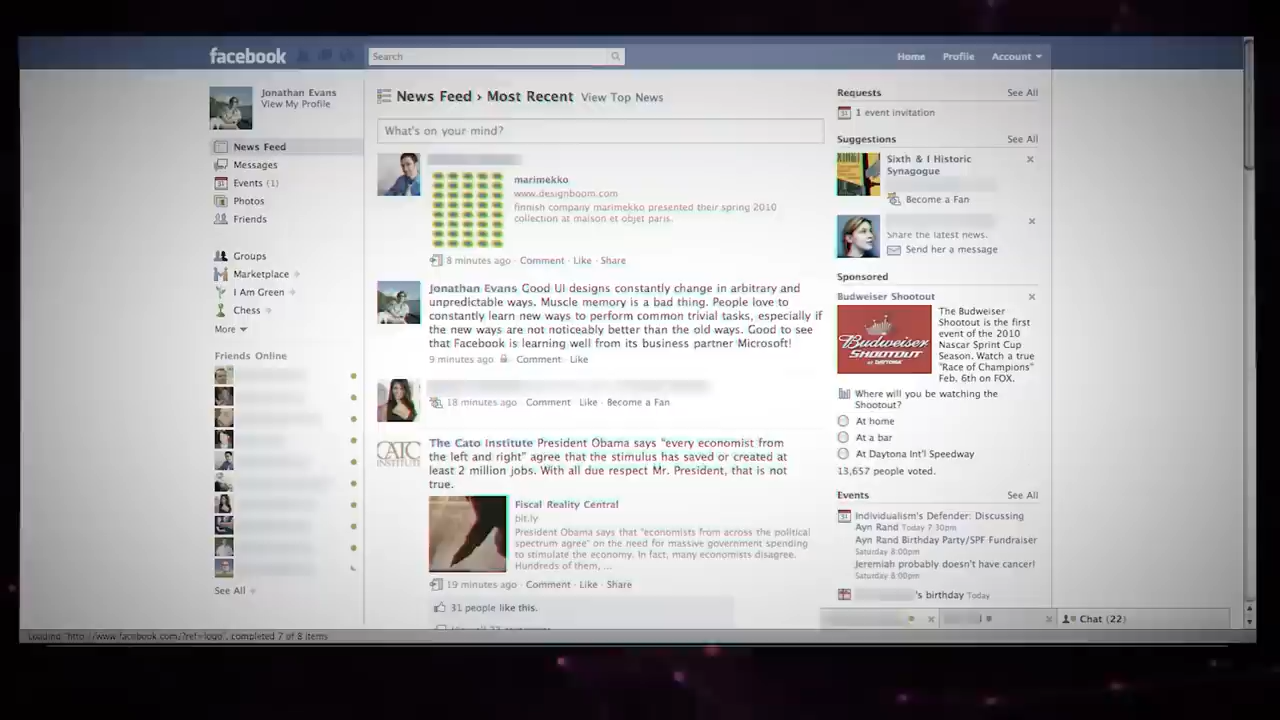 facebook
Search
Home
Profile
Account
Jonathan Evans
View My Profile
News Feed
Messages
Events (1)
Photos
Friends
Groups
Marketplace
I Am Green
Chess
More
Friends Online
See All
News Feed › Most Recent View Top News
What's on your mind?
marimekko
www.designboom.com
finnish company marimekko presented their spring 2010
collection at maison et objet paris.
8 minutes ago · Comment · Like · Share
Jonathan Evans Good UI designs constantly change in arbitrary and
unpredictable ways. Muscle memory is a bad thing. People love to
constantly learn new ways to perform common trivial tasks, especially if
the new ways are not noticeably better than the old ways. Good to see
that Facebook is learning well from its business partner Microsoft!
9 minutes ago · Comment · Like
18 minutes ago · Comment · Like · Become a Fan
CATO
INSTITUTE
The Cato Institute President Obama says "every economist from
the left and right" agree that the stimulus has saved or created at
least 2 million jobs. With all due respect Mr. President, that is not
true.
Fiscal Reality Central
bit.ly
President Obama says that "economists from across the political
spectrum agree" on the need for massive government spending
to stimulate the economy. In fact, many economists disagree.
Hundreds of them, ...
19 minutes ago · Comment · Like · Share
31 people like this.
Requests
See All
1 event invitation
Suggestions
See All
Sixth & I Historic
Synagogue
Become a Fan
Share the latest news.
Send her a message
Sponsored
Budweiser Shootout
Budweiser
SHOOTOUT
The Budweiser
Shootout is the first
event of the 2010
Nascar Sprint Cup
Season. Watch a true
"Race of Champions"
Feb. 6th on FOX.
Where will you be watching the
Shootout?
At home
At a bar
At Daytona Int'l Speedway
13,657 people voted.
Events
See All
Individualism's Defender: Discussing
Ayn Rand Today 7:30pm
Ayn Rand Birthday Party/SPF Fundraiser
Saturday 8:00pm
Jeremiah probably doesn't have cancer!
Saturday 8:00pm
's birthday Today
Chat (22)
Loading "http://www.facebook.com/?ref=logo", completed 7 of 8 items